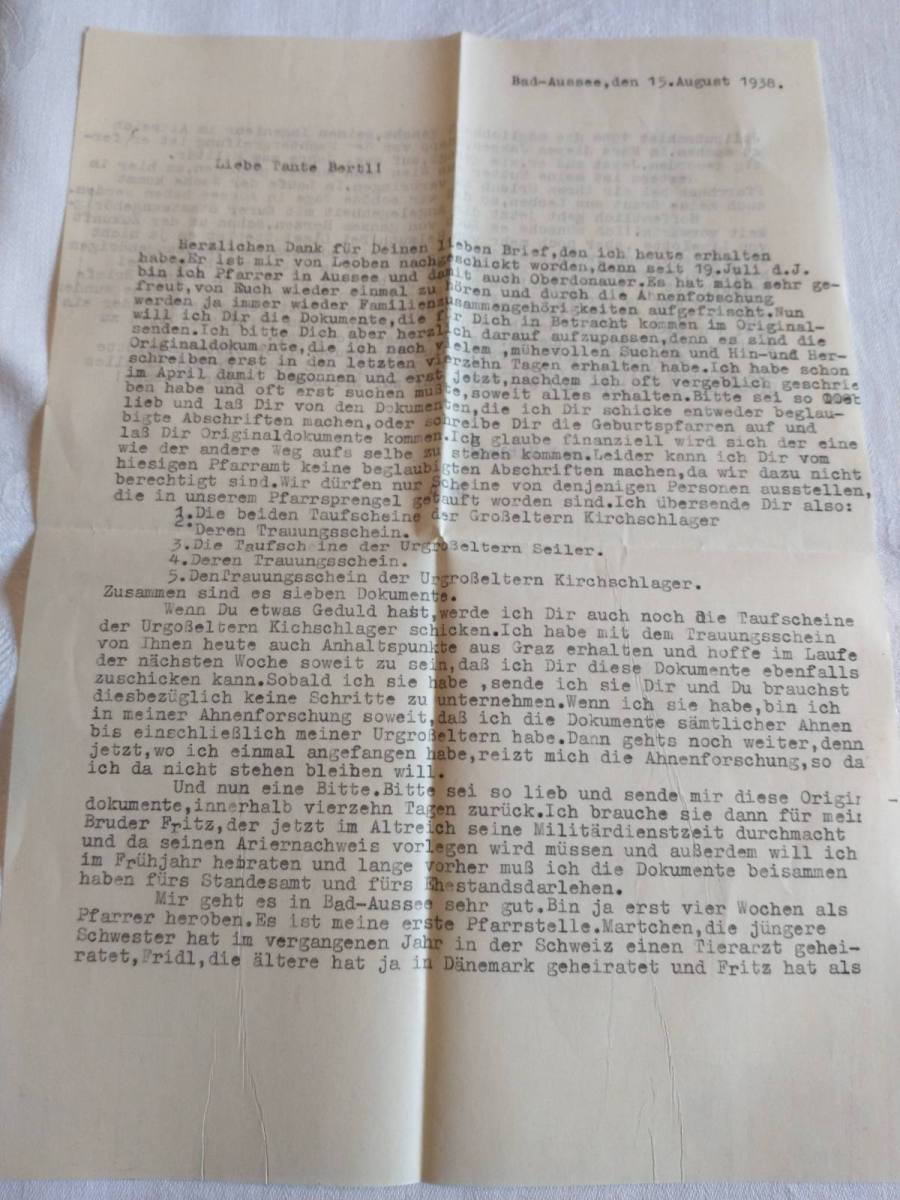 Bad-Aussee,den 15.August 1938.
Liebe Tante Bertl!
Herzlichen Dank für Deinen lieben Brief,den ich heute erhalten
habe.Er ist mir von Leoben nachgeschickt worden,denn seit 19.Juli d.J.
bin ich Pfarrer in Aussee und damit auch Oberdonauer.Es hat mich sehr ge-
freut,von Euch wieder einmal zu hören und durch die Ahnenforschung
werden ja immer wieder Familienzusammengehörigkeiten aufgefrischt.Nun
will ich Dir die Dokumente,die für Dich in Betracht kommen im Original-
senden.Ich bitte Dich aber herzlich darauf aufzupassen,denn es sind die
Originaldokumente,die ich nach vielem ,mühevollen Suchen und Hin-und Her-
schreiben erst in den letzten vierzehn Tagen erhalten habe.Ich habe schon
im April damit begonnen und erst jetzt,nachdem ich oft vergeblich geschrie
ben habe und oft erst suchen mußte,soweit alles erhalten.Bitte sei so
lieb und laß Dir von den Dokumenten,die ich Dir schicke entweder beglau-
bigte Abschriften machen,oder schreibe Dir die Geburtspfarren auf und
laß Dir Originaldokumente kommen.Ich glaube finanziell wird sich der eine
wie der andere Weg aufs selbe zu stehen kommen.Leider kann ich Dir vom
hiesigen Pfarramt keine beglaubigten Abschriften machen,da wir dazu nicht
berechtigt sind.Wir dürfen nur Scheine von denjenigen Personen ausstellen,
die in unserem Pfarrsprengel getauft worden sind.Ich übersende Dir also:
1.Die beiden Taufscheine der Großeltern Kirchschlager
2.Deren Trauungsschein.
3.Die Taufscheine der Urgroßeltern Seiler.
4.Deren Trauungsschein.
5.DenTrauungsschein der Urgroßeltern Kirchschlager.
Zusammen sind es sieben Dokumente.
Wenn Du etwas Geduld hast,werde ich Dir auch noch die Taufscheine
der Urgoßeltern Kichschlager schicken.Ich habe mit dem Trauungsschein
von Ihnen heute auch Anhaltspunkte aus Graz erhalten und hoffe im Laufe
der nächsten Woche soweit zu sein,daß ich Dir diese Dokumente ebenfalls
zuschicken kann.Sobald ich sie habe ,sende ich sie Dir und Du brauchst
diesbezüglich keine Schritte zu unternehmen.Wenn ich sie habe,bin ich
in meiner Ahnenforschung soweit,daß ich die Dokumente sämtlicher Ahnen
bis einschließlich meiner Urgroßeltern habe.Dann gehts noch weiter,denn
jetzt,wo ich einmal angefangen habe,reizt mich die Ahnenforschung,so da
ich da nicht stehen bleihen will.
Und nun eine Bitte.Bitte sei so lieb und sende mir diese Origin
dokumente,innerhalb vierzehn Tagen zurück.Ich brauche sie dann für mein
Bruder Fritz,der jetzt im Altreich seine Militärdienstzeit durchmacht
und da seinen Ariernachweis vorlegen wird müssen und außerdem will ich
im Frühjahr heiraten und lange vorher muß ich die Dokumente beisammen
haben fürs Standesamt und fürs Ehestandsdarlehen.
Mir geht es in Bad-Aussee sehr gut.Bin ja erst vier Wochen als
Pfarrer heroben.Es ist meine erste Pfarrstelle.Martchen,die jüngere
Schwester hat im vergangenen Jahr in der Schweiz einen Tierarzt gehei-
ratet,Fridl,die ältere hat ja in Dänemark geheiratet und Fritz hat als